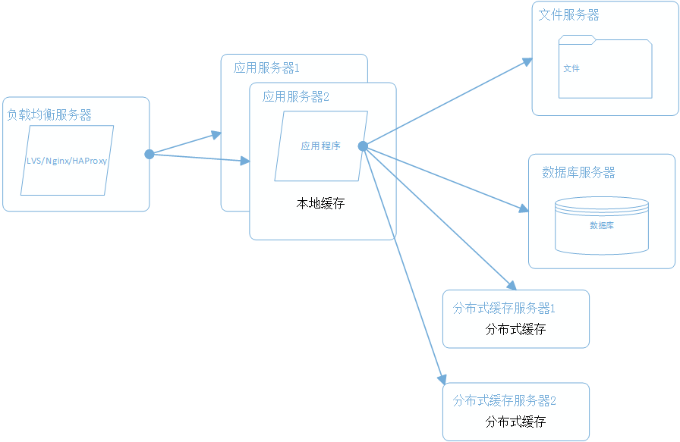 负载均衡服务器
LVS/Nginx/HAProxy
应用服务器1
应用服务器2
应用程序
本地缓存
文件服务器
文件
数据库服务器
数据库
分布式缓存服务器1
分布式缓存
分布式缓存服务器2
分布式缓存